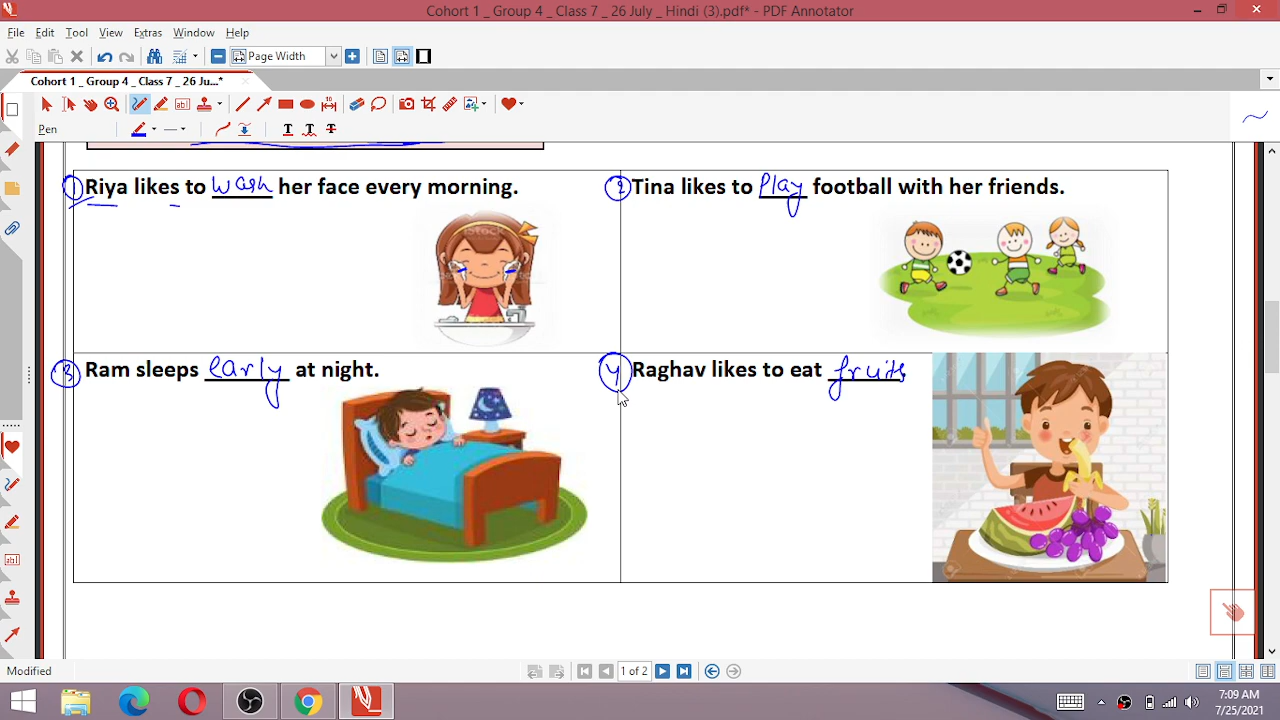 Cohort 1 _ Group 4 _ Class 7 _ 26 July _ Hindi (3).pdf* - PDF Annotator
File Edit Tool View Extras Window Help
Page Width
Cohort 1 _ Group 4 _ Class 7 _ 26 Ju...*
Pen
1 Riya likes to wash her face every morning.
2 Tina likes to Play football with her friends.
iStock
3 Ram sleeps early at night.
4 Raghav likes to eat fruits
Modified
1 of 2
7:09 AM
7/25/2021